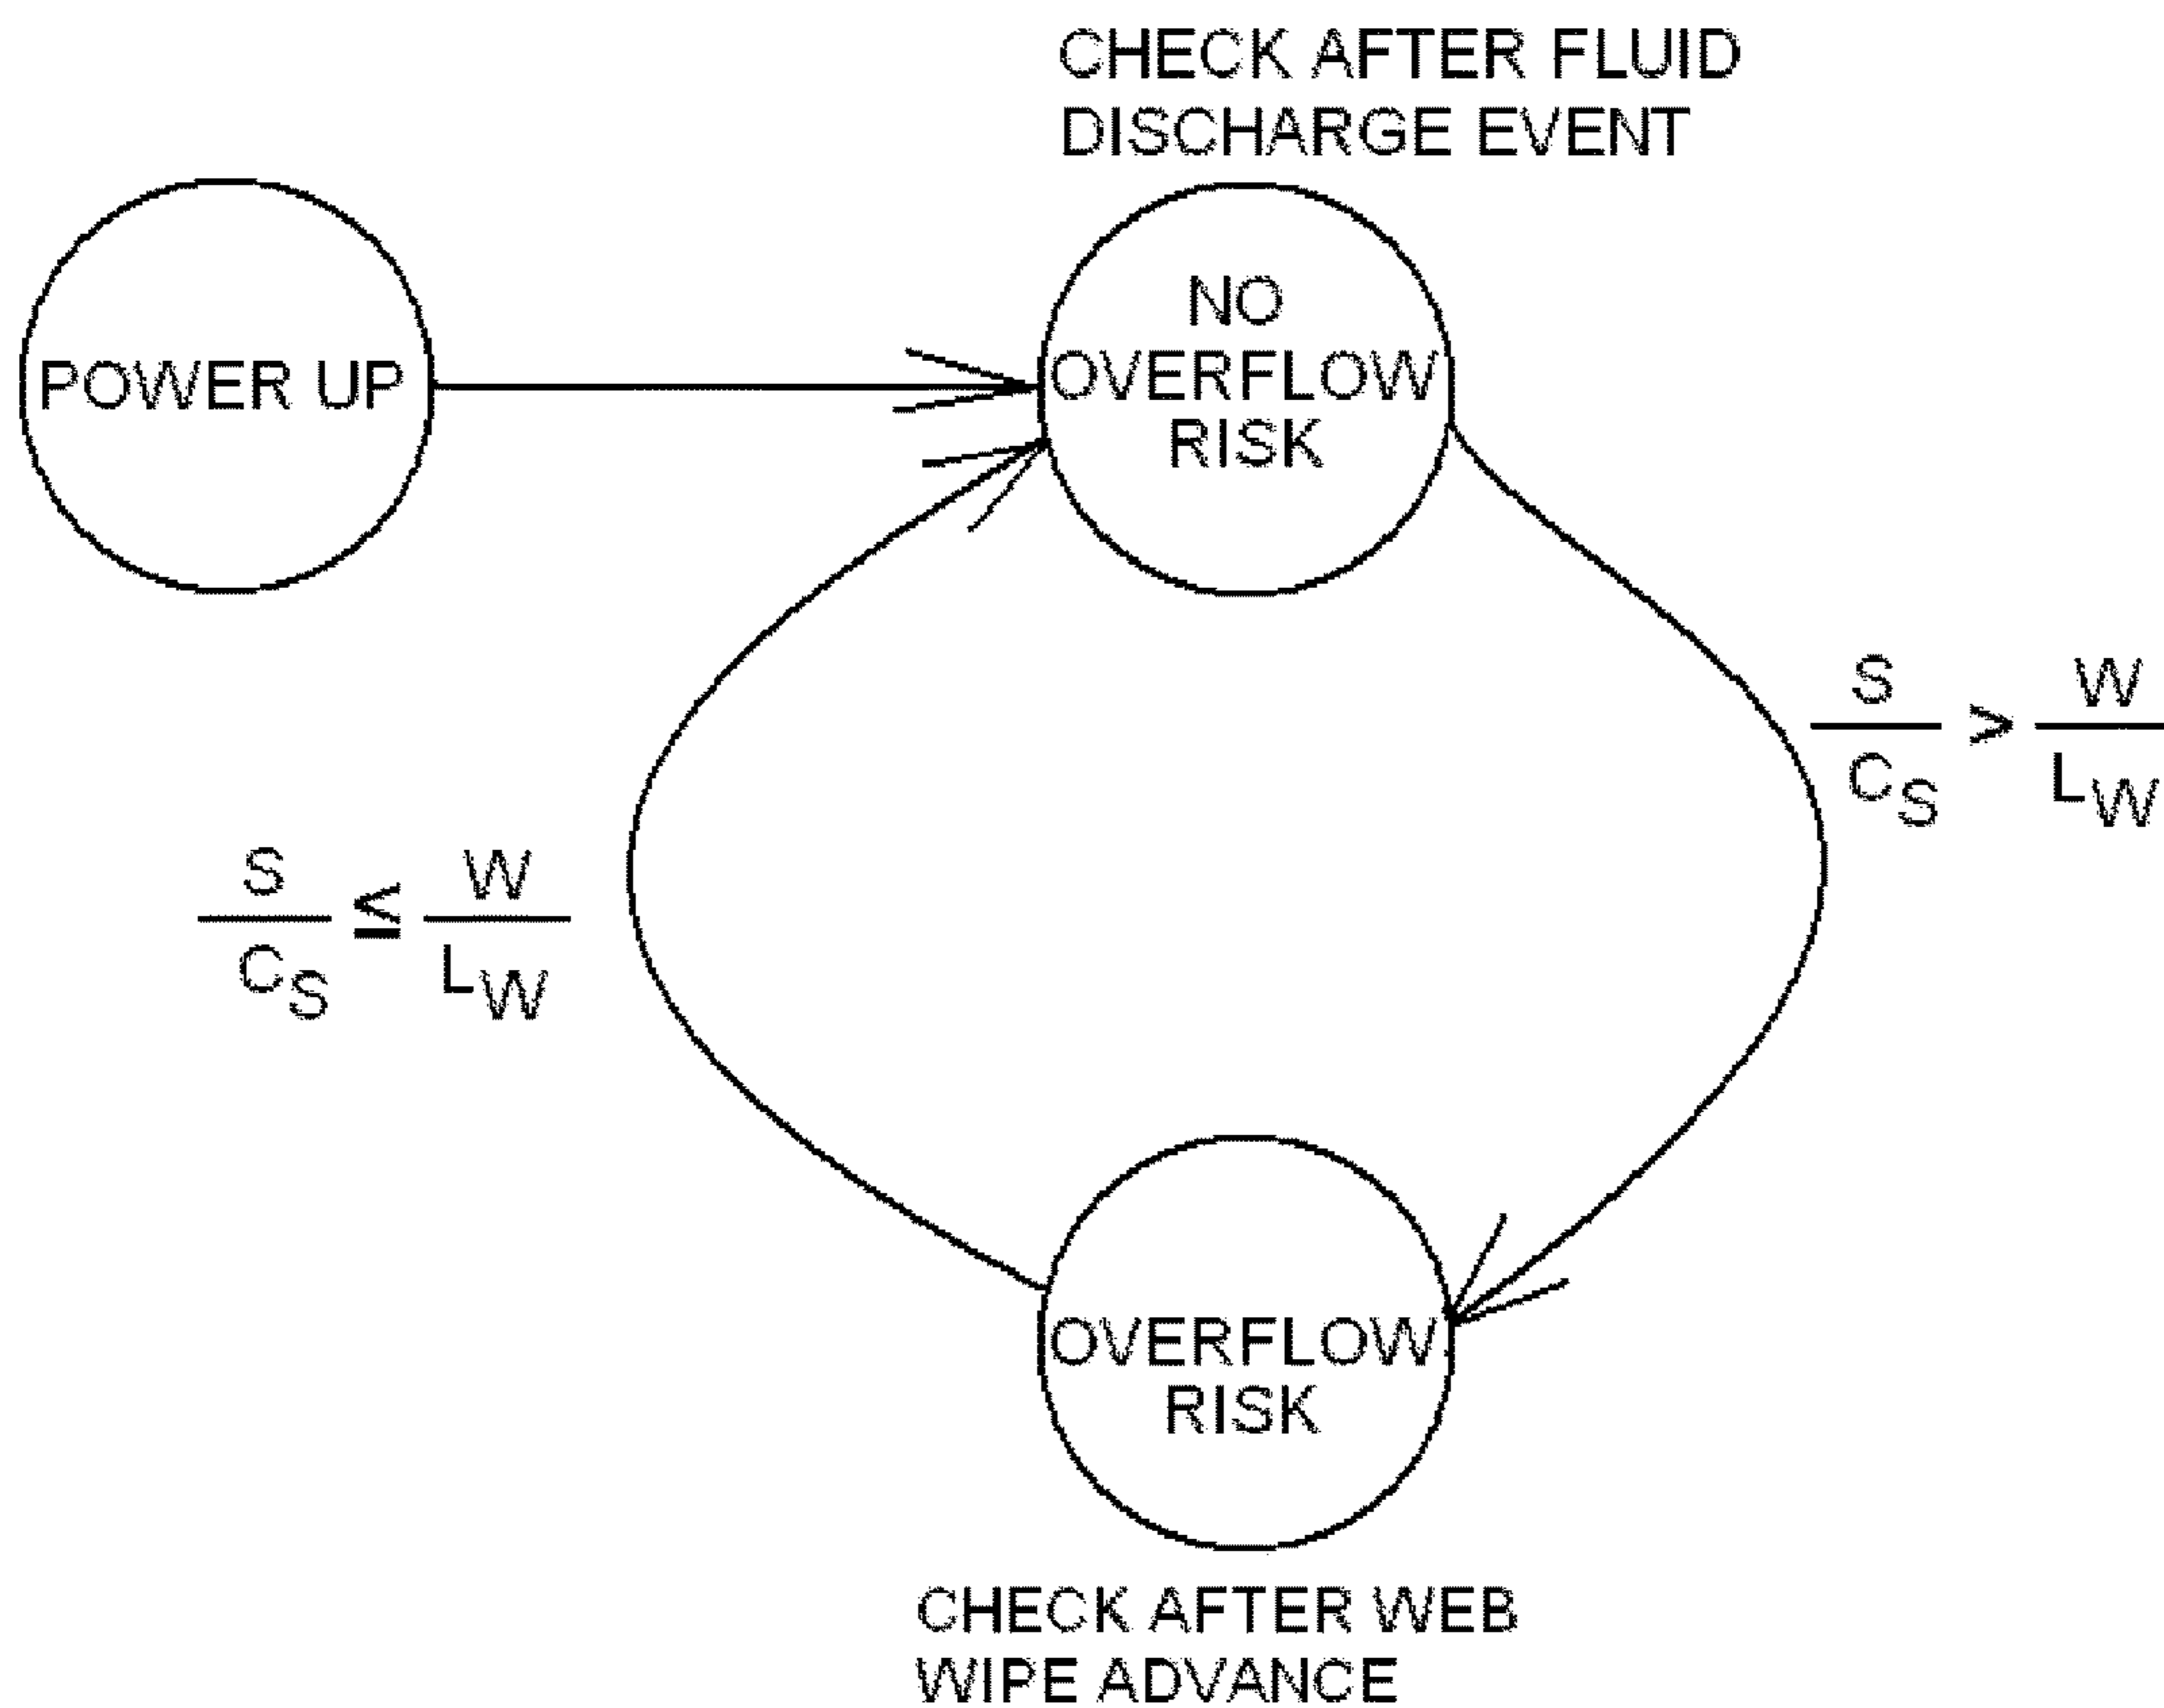 CHECK AFTER FLUID
DISCHARGE EVENT
POWER UP
NO
OVERFLOW
RISK
S/C_S > W/L_W
S/C_S ≤ W/L_W
OVERFLOW
RISK
CHECK AFTER WEB
WIPE ADVANCE